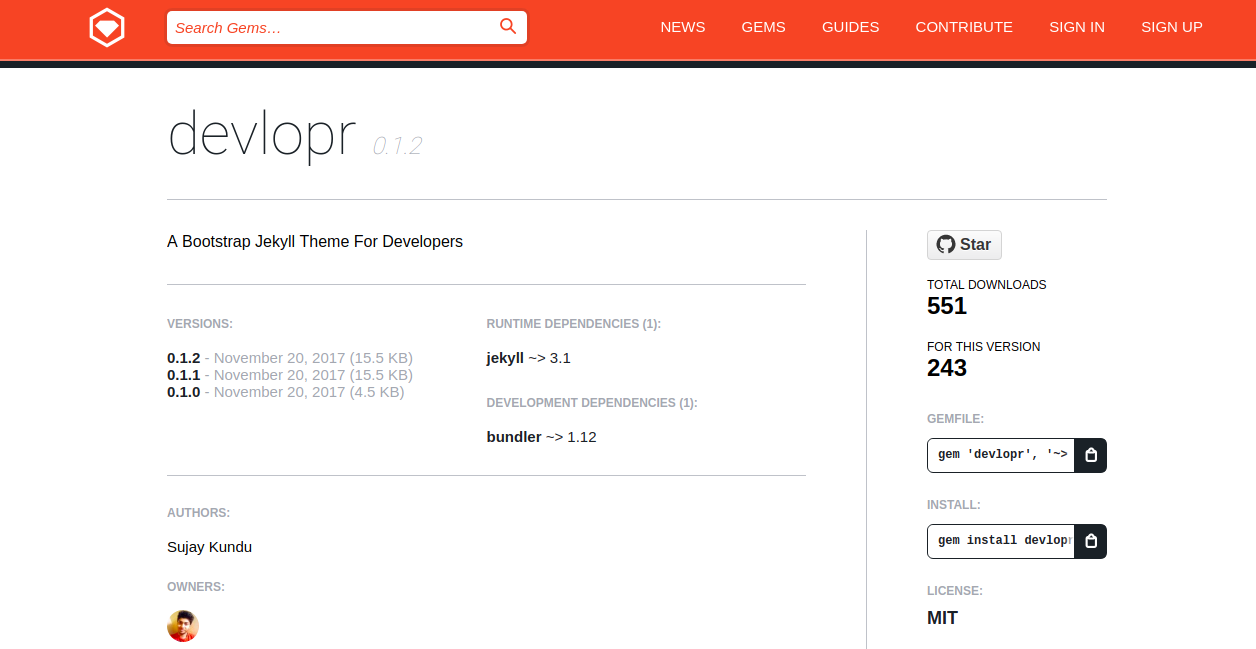 Search Gems…
NEWS
GEMS
GUIDES
CONTRIBUTE
SIGN IN
SIGN UP
devlopr 0.1.2
A Bootstrap Jekyll Theme For Developers
VERSIONS:
0.1.2 - November 20, 2017 (15.5 KB)
0.1.1 - November 20, 2017 (15.5 KB)
0.1.0 - November 20, 2017 (4.5 KB)
RUNTIME DEPENDENCIES (1):
jekyll ~> 3.1
DEVELOPMENT DEPENDENCIES (1):
bundler ~> 1.12
AUTHORS:
Sujay Kundu
OWNERS:
Star
TOTAL DOWNLOADS
551
FOR THIS VERSION
243
GEMFILE:
gem 'devlopr', '~>
INSTALL:
gem install devlopr
LICENSE:
MIT